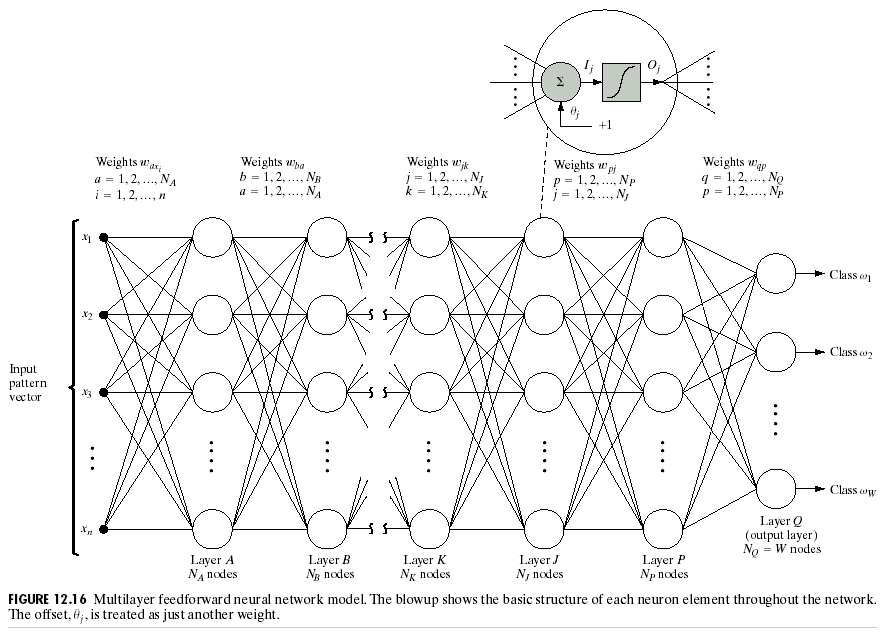 I_j
O_j
Σ
θ_j
+1
Weights w_{ax_i}
a = 1, 2, ..., N_A
i = 1, 2, ..., n
Weights w_{ba}
b = 1, 2, ..., N_B
a = 1, 2, ..., N_A
Weights w_{jk}
j = 1, 2, ..., N_J
k = 1, 2, ..., N_K
Weights w_{pj}
p = 1, 2, ..., N_P
j = 1, 2, ..., N_J
Weights w_{qp}
q = 1, 2, ..., N_Q
p = 1, 2, ..., N_P
x_1
x_2
x_3
x_n
Input
pattern
vector
Class ω_1
Class ω_2
Class ω_W
Layer A
N_A nodes
Layer B
N_B nodes
Layer K
N_K nodes
Layer J
N_J nodes
Layer P
N_P nodes
Layer Q
(output layer)
N_Q = W nodes
FIGURE 12.16 Multilayer feedforward neural network model. The blowup shows the basic structure of each neuron element throughout the network.
The offset, θ_j, is treated as just another weight.